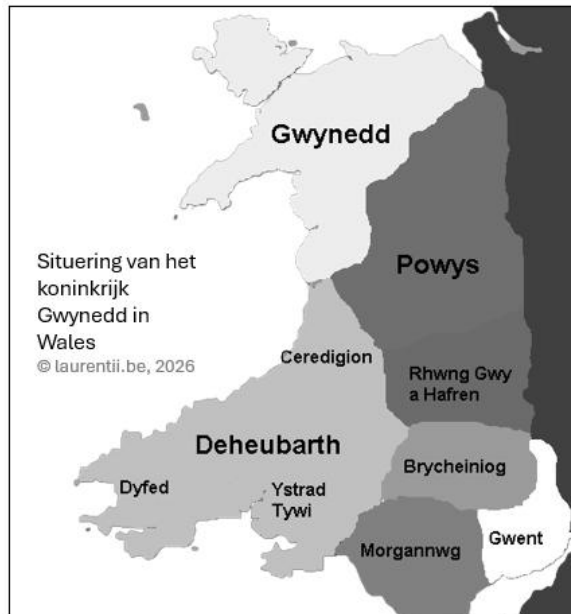 Gwynedd
Situering van het
koninkrijk
Gwynedd in
Wales
© laurentii.be, 2026
Powys
Ceredigion
Rhwng Gwy
a Hafren
Deheubarth
Brycheiniog
Dyfed
Ystrad
Tywi
Morgannwg
Gwent